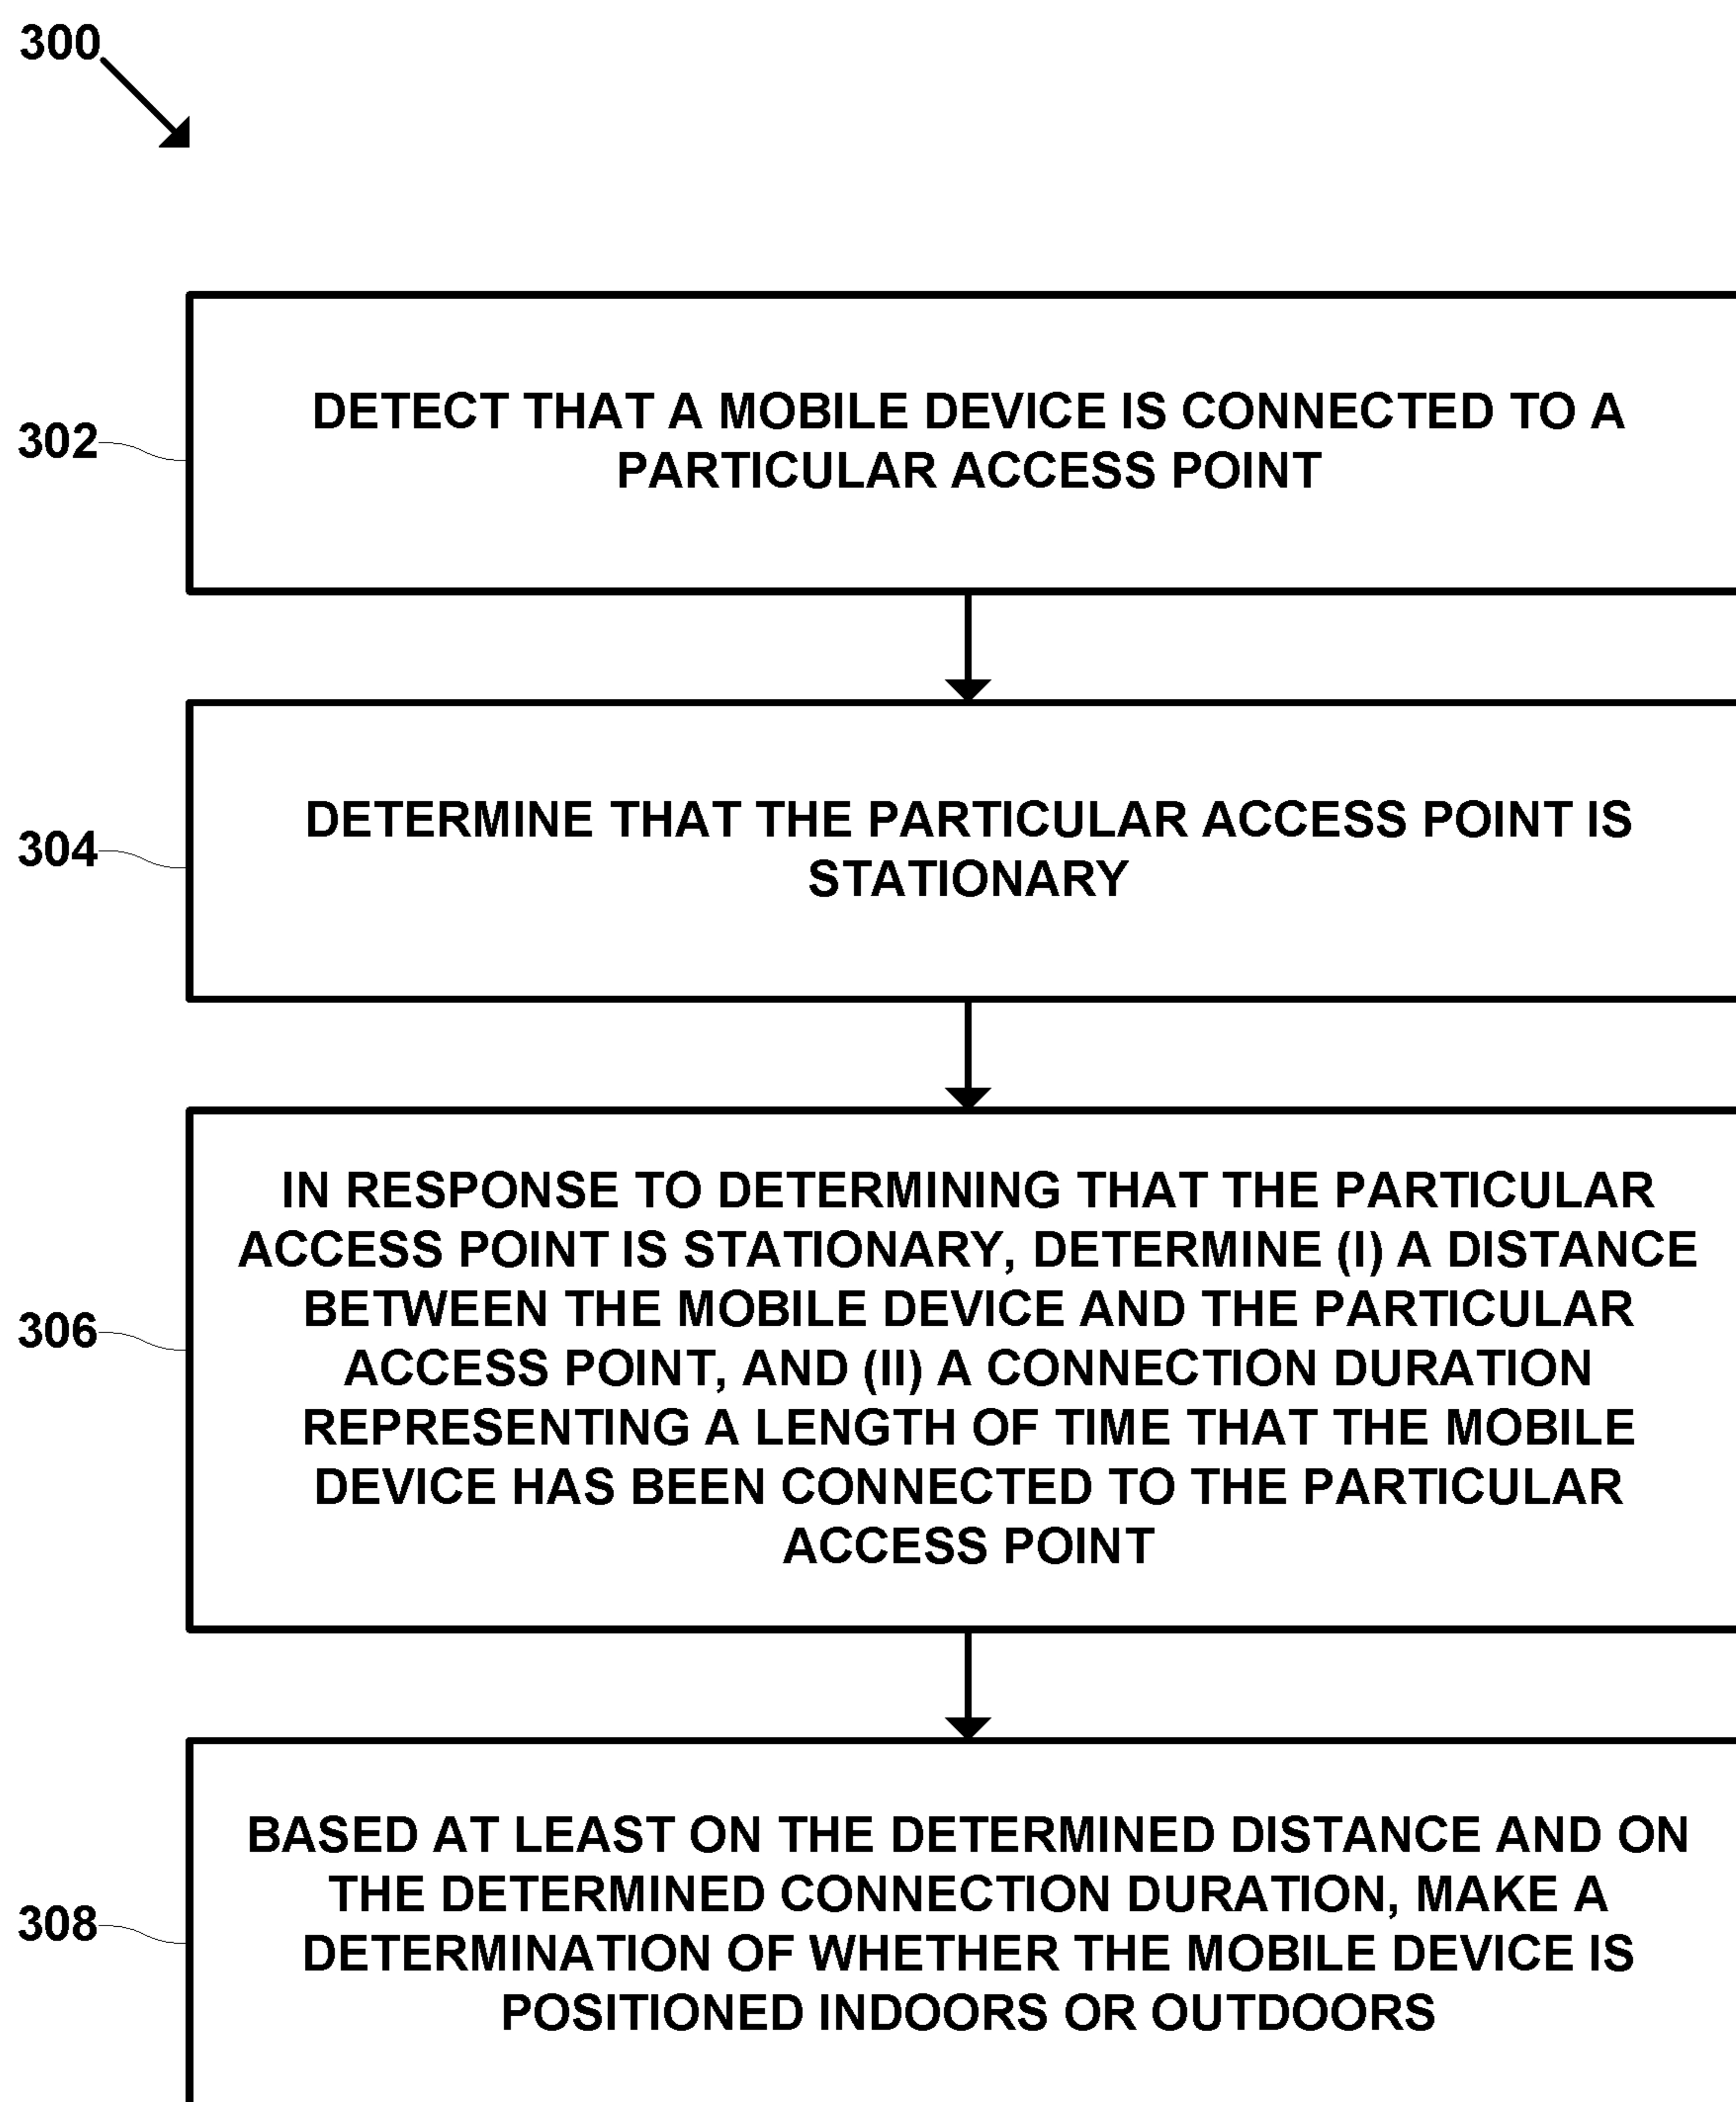 300
302
DETECT THAT A MOBILE DEVICE IS CONNECTED TO A
PARTICULAR ACCESS POINT
304
DETERMINE THAT THE PARTICULAR ACCESS POINT IS
STATIONARY
306
IN RESPONSE TO DETERMINING THAT THE PARTICULAR
ACCESS POINT IS STATIONARY, DETERMINE (I) A DISTANCE
BETWEEN THE MOBILE DEVICE AND THE PARTICULAR
ACCESS POINT, AND (II) A CONNECTION DURATION
REPRESENTING A LENGTH OF TIME THAT THE MOBILE
DEVICE HAS BEEN CONNECTED TO THE PARTICULAR
ACCESS POINT
308
BASED AT LEAST ON THE DETERMINED DISTANCE AND ON
THE DETERMINED CONNECTION DURATION, MAKE A
DETERMINATION OF WHETHER THE MOBILE DEVICE IS
POSITIONED INDOORS OR OUTDOORS